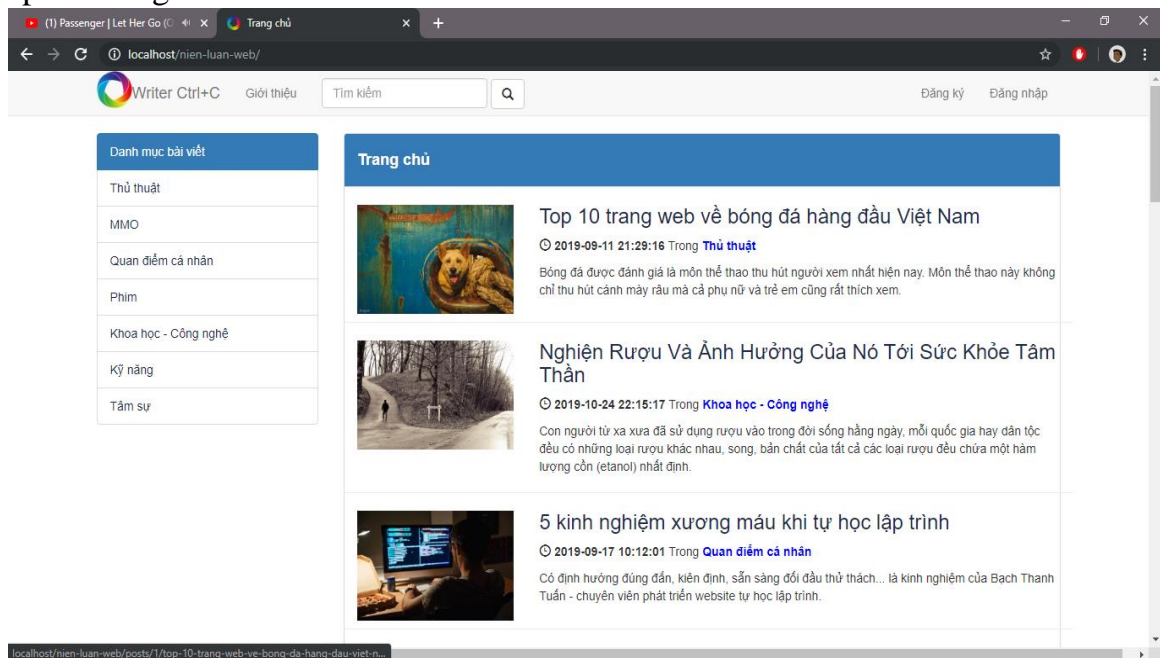 (1) Passenger | Let Her Go (O
Trang chủ
localhost/nien-luan-web/
Writer Ctrl+C Giới thiệu Tìm kiếm Đăng ký Đăng nhập
Danh mục bài viết
Thủ thuật
MMO
Quan điểm cá nhân
Phim
Khoa học - Công nghệ
Kỹ năng
Tâm sự
Trang chủ
Top 10 trang web về bóng đá hàng đầu Việt Nam
2019-09-11 21:29:16 Trong Thủ thuật
Bóng đá được đánh giá là môn thể thao thu hút người xem nhất hiện nay. Môn thể thao này không
chỉ thu hút cánh mày râu mà cả phụ nữ và trẻ em cũng rất thích xem.
Nghiện Rượu Và Ảnh Hưởng Của Nó Tới Sức Khỏe Tâm
Thần
2019-10-24 22:15:17 Trong Khoa học - Công nghệ
Con người từ xa xưa đã sử dụng rượu vào trong đời sống hằng ngày, mỗi quốc gia hay dân tộc
đều có những loại rượu khác nhau, song, bản chất của tất cả các loại rượu đều chứa một hàm
lượng cồn (etanol) nhất định.
5 kinh nghiệm xương máu khi tự học lập trình
2019-09-17 10:12:01 Trong Quan điểm cá nhân
Có định hướng đúng đắn, kiên định, sẵn sàng đối đầu thử thách... là kinh nghiệm của Bạch Thanh
Tuấn - chuyên viên phát triển website tự học lập trình.
localhost/nien-luan-web/posts/1/top-10-trang-web-ve-bong-da-hang-dau-viet-n...